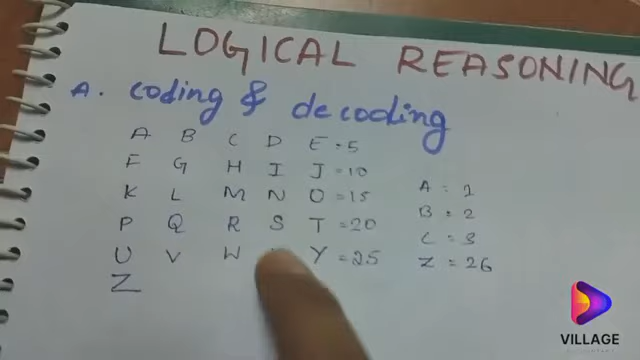 LOGICAL REASONING
A. coding & decoding
A B C D E = 5
F G H I J = 10
K L M N O = 15
P Q R S T = 20
U V W Y = 25
Z
A = 1
B = 2
C = 3
Z = 26
VILLAGE